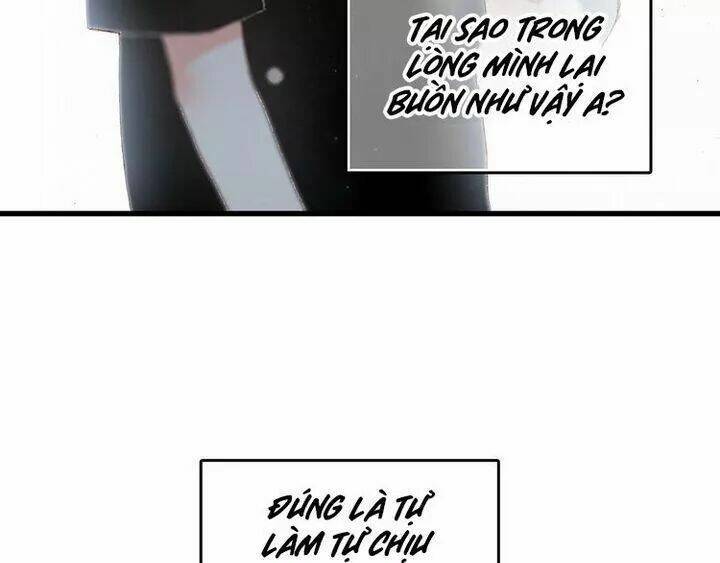 TẠI SAO TRONG
LÒNG MÌNH LẠI
BUỒN NHƯ VẬY A?
ĐÚNG LÀ TỰ
LÀM TỰ CHỊU